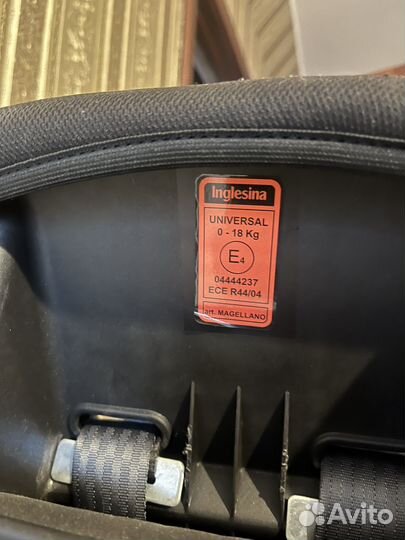 Inglesina
UNIVERSAL
0 - 18 Kg
E4
04444237
ECE R44/04
art. MAGELLANO
Avito